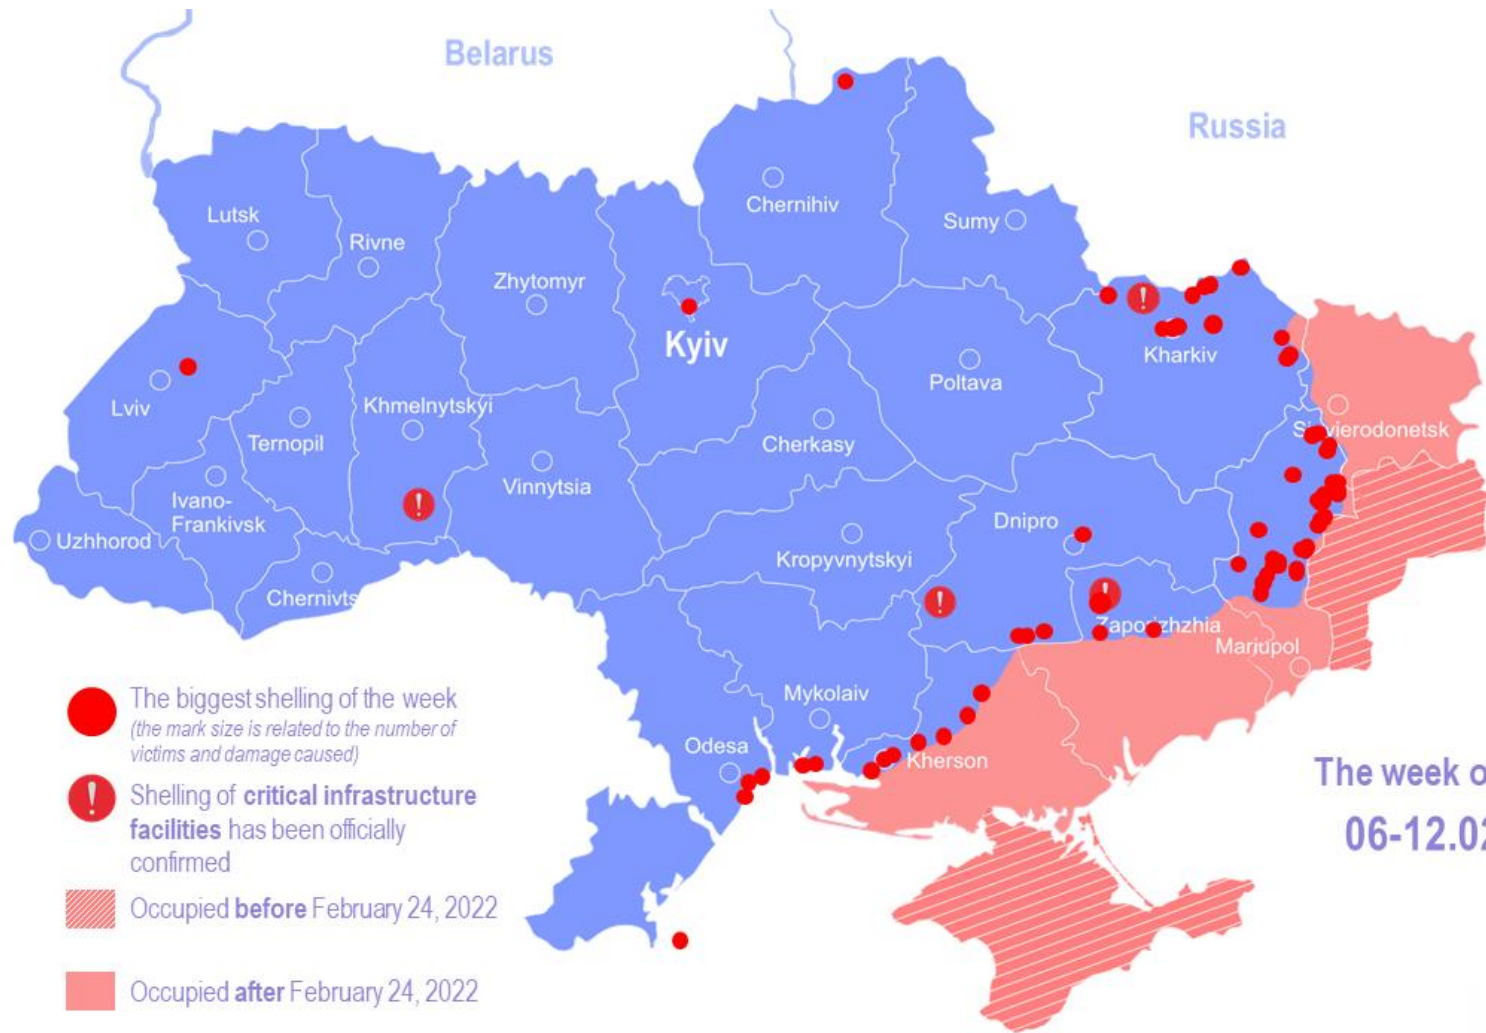 Belarus
Russia
Chernihiv
Sumy
Lutsk
Rivne
Zhytomyr
Kyiv
Kharkiv
Poltava
Lviv
Khmelnytskyi
Ternopil
Cherkasy
Vinnytsia
Ivano-
Frankivsk
Uzhhorod
Dnipro
Kropyvnytskyi
Chernivts
Zaporizhzhia
Mariupol
Mykolaiv
Odesa
Kherson
The biggest shelling of the week
(the mark size is related to the number of
victims and damage caused)
! Shelling of critical infrastructure
facilities has been officially
confirmed
Occupied before February 24, 2022
Occupied after February 24, 2022
The week o
06-12.02